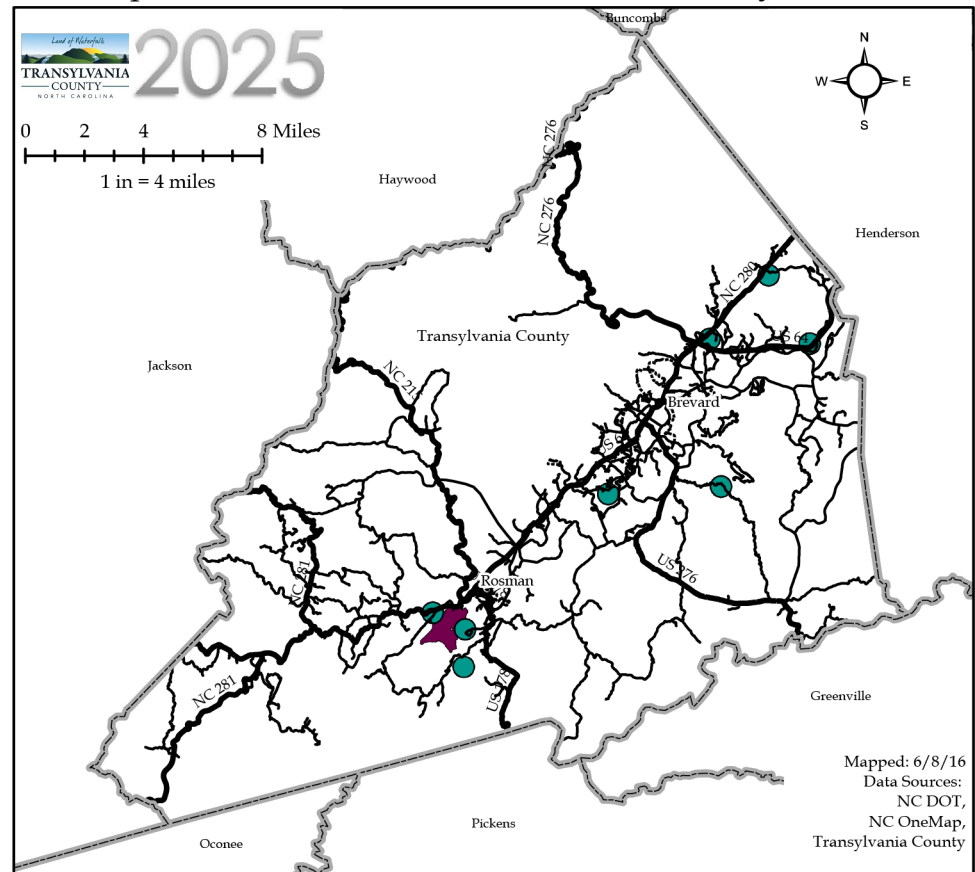 Buncombe
Land of Waterfalls
TRANSYLVANIA
COUNTY
NORTH CAROLINA
2025
N
W
E
S
0 2 4 8 Miles
1 in = 4 miles
Haywood
NC 276
NC 276
Henderson
NC 280
Transylvania County
US 64
Jackson
NC 21
Brevard
US 6
US 276
Rosman
NC 281
NC 281
US 178
Greenville
Mapped: 6/8/16
Data Sources:
NC DOT,
NC OneMap,
Transylvania County
Pickens
Oconee